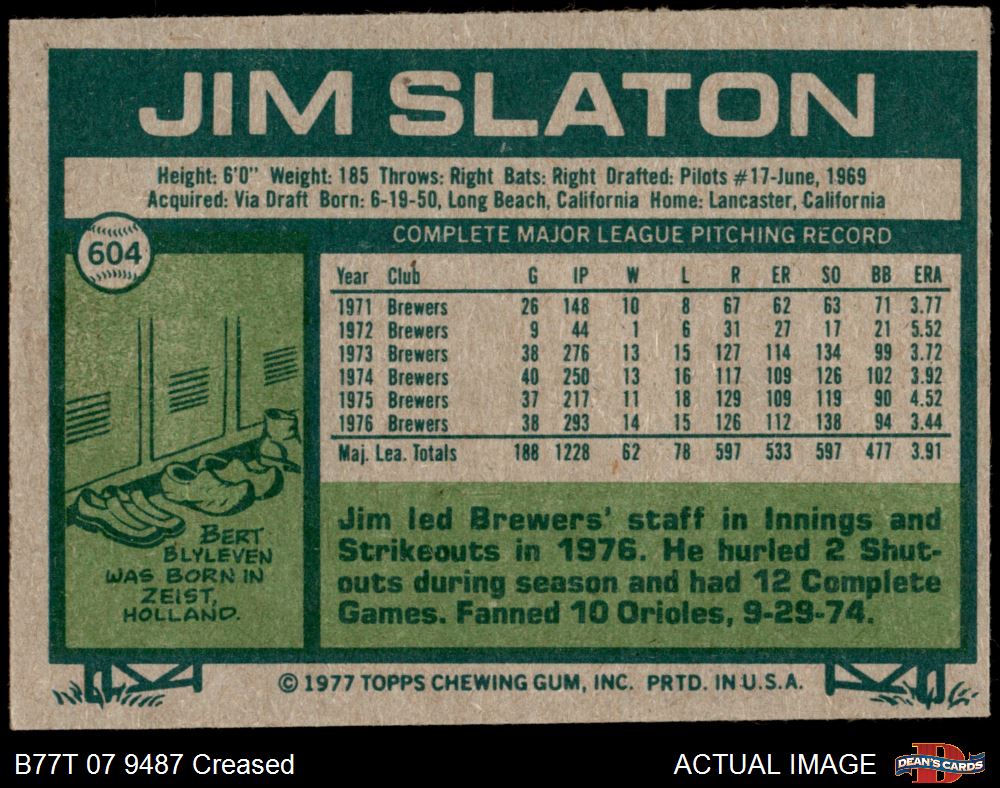 JIM SLATON
Height: 6'0" Weight: 185 Throws: Right Bats: Right Drafted: Pilots #17-June, 1969
Acquired: Via Draft Born: 6-19-50, Long Beach, California Home: Lancaster, California
604
COMPLETE MAJOR LEAGUE PITCHING RECORD
Year Club G IP W L R ER SO BB ERA
1971 Brewers 26 148 10 8 67 62 63 71 3.77
1972 Brewers 9 44 1 6 31 27 17 21 5.52
1973 Brewers 38 276 13 15 127 114 134 99 3.72
1974 Brewers 40 250 13 16 117 109 126 102 3.92
1975 Brewers 37 217 11 18 129 109 119 90 4.52
1976 Brewers 38 293 14 15 126 112 138 94 3.44
Maj. Lea. Totals 188 1228 62 78 597 533 597 477 3.91
BERT
BLYLEVEN
WAS BORN IN
ZEIST,
HOLLAND.
Jim led Brewers' staff in Innings and
Strikeouts in 1976. He hurled 2 Shut-
outs during season and had 12 Complete
Games. Fanned 10 Orioles, 9-29-74.
© 1977 TOPPS CHEWING GUM, INC. PRTD. IN U.S.A.
B77T 07 9487 Creased
ACTUAL IMAGE
D
DEAN'S CARDS